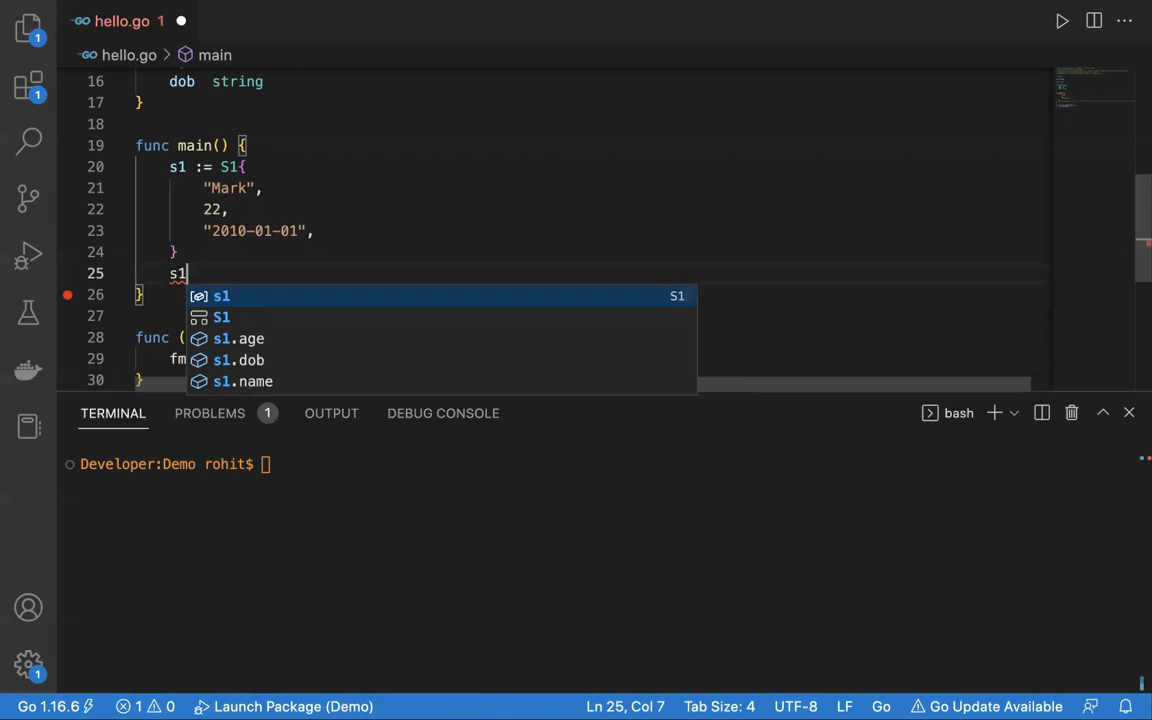 hello.go 1
hello.go > main
16 dob string
17 }
18
19 func main() {
20 s1 := S1{
21 "Mark",
22 22,
23 "2010-01-01",
24 }
25 s1
26 }
s1 S1
27
S1
28 func (
s1.age
29 fm
s1.dob
30 }
s1.name
TERMINAL PROBLEMS 1 OUTPUT DEBUG CONSOLE bash
Developer:Demo rohit$
1
1
1
Go 1.16.6 1 0 Launch Package (Demo) Ln 25, Col 7 Tab Size: 4 UTF-8 LF Go Go Update Available